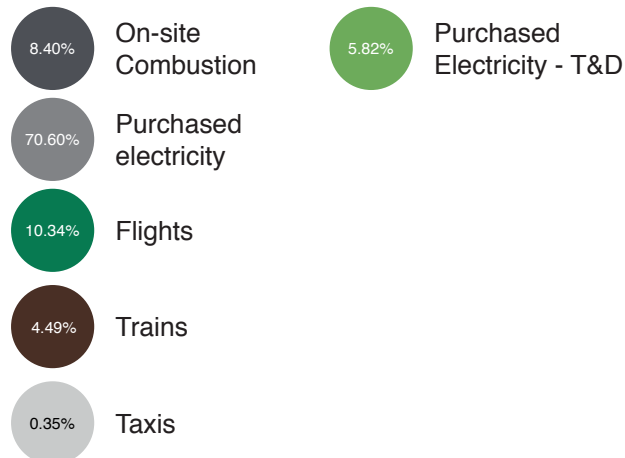 8.40%
On-site
Combustion
70.60%
Purchased
electricity
10.34%
Flights
4.49%
Trains
0.35%
Taxis
5.82%
Purchased
Electricity - T&D